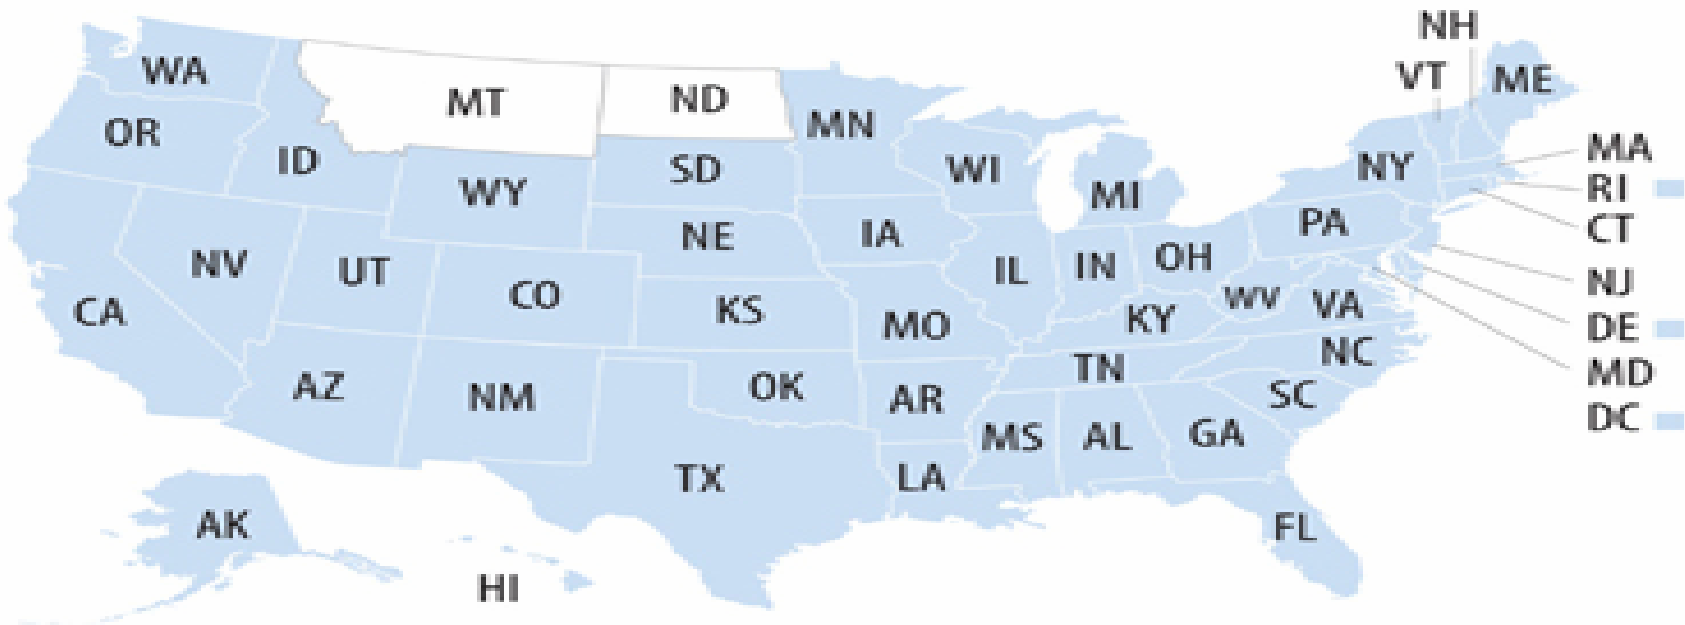 NH
VT
ME
WA
MT
ND
MN
OR
ID
WY
SD
WI
MI
NY
MA
RI
CT
NV
UT
CO
NE
IA
IL
IN
OH
PA
NJ
CA
KS
MO
KY
WV
VA
DE
AZ
NM
OK
AR
TN
NC
SC
MD
DC
TX
LA
MS
AL
GA
AK
HI
FL